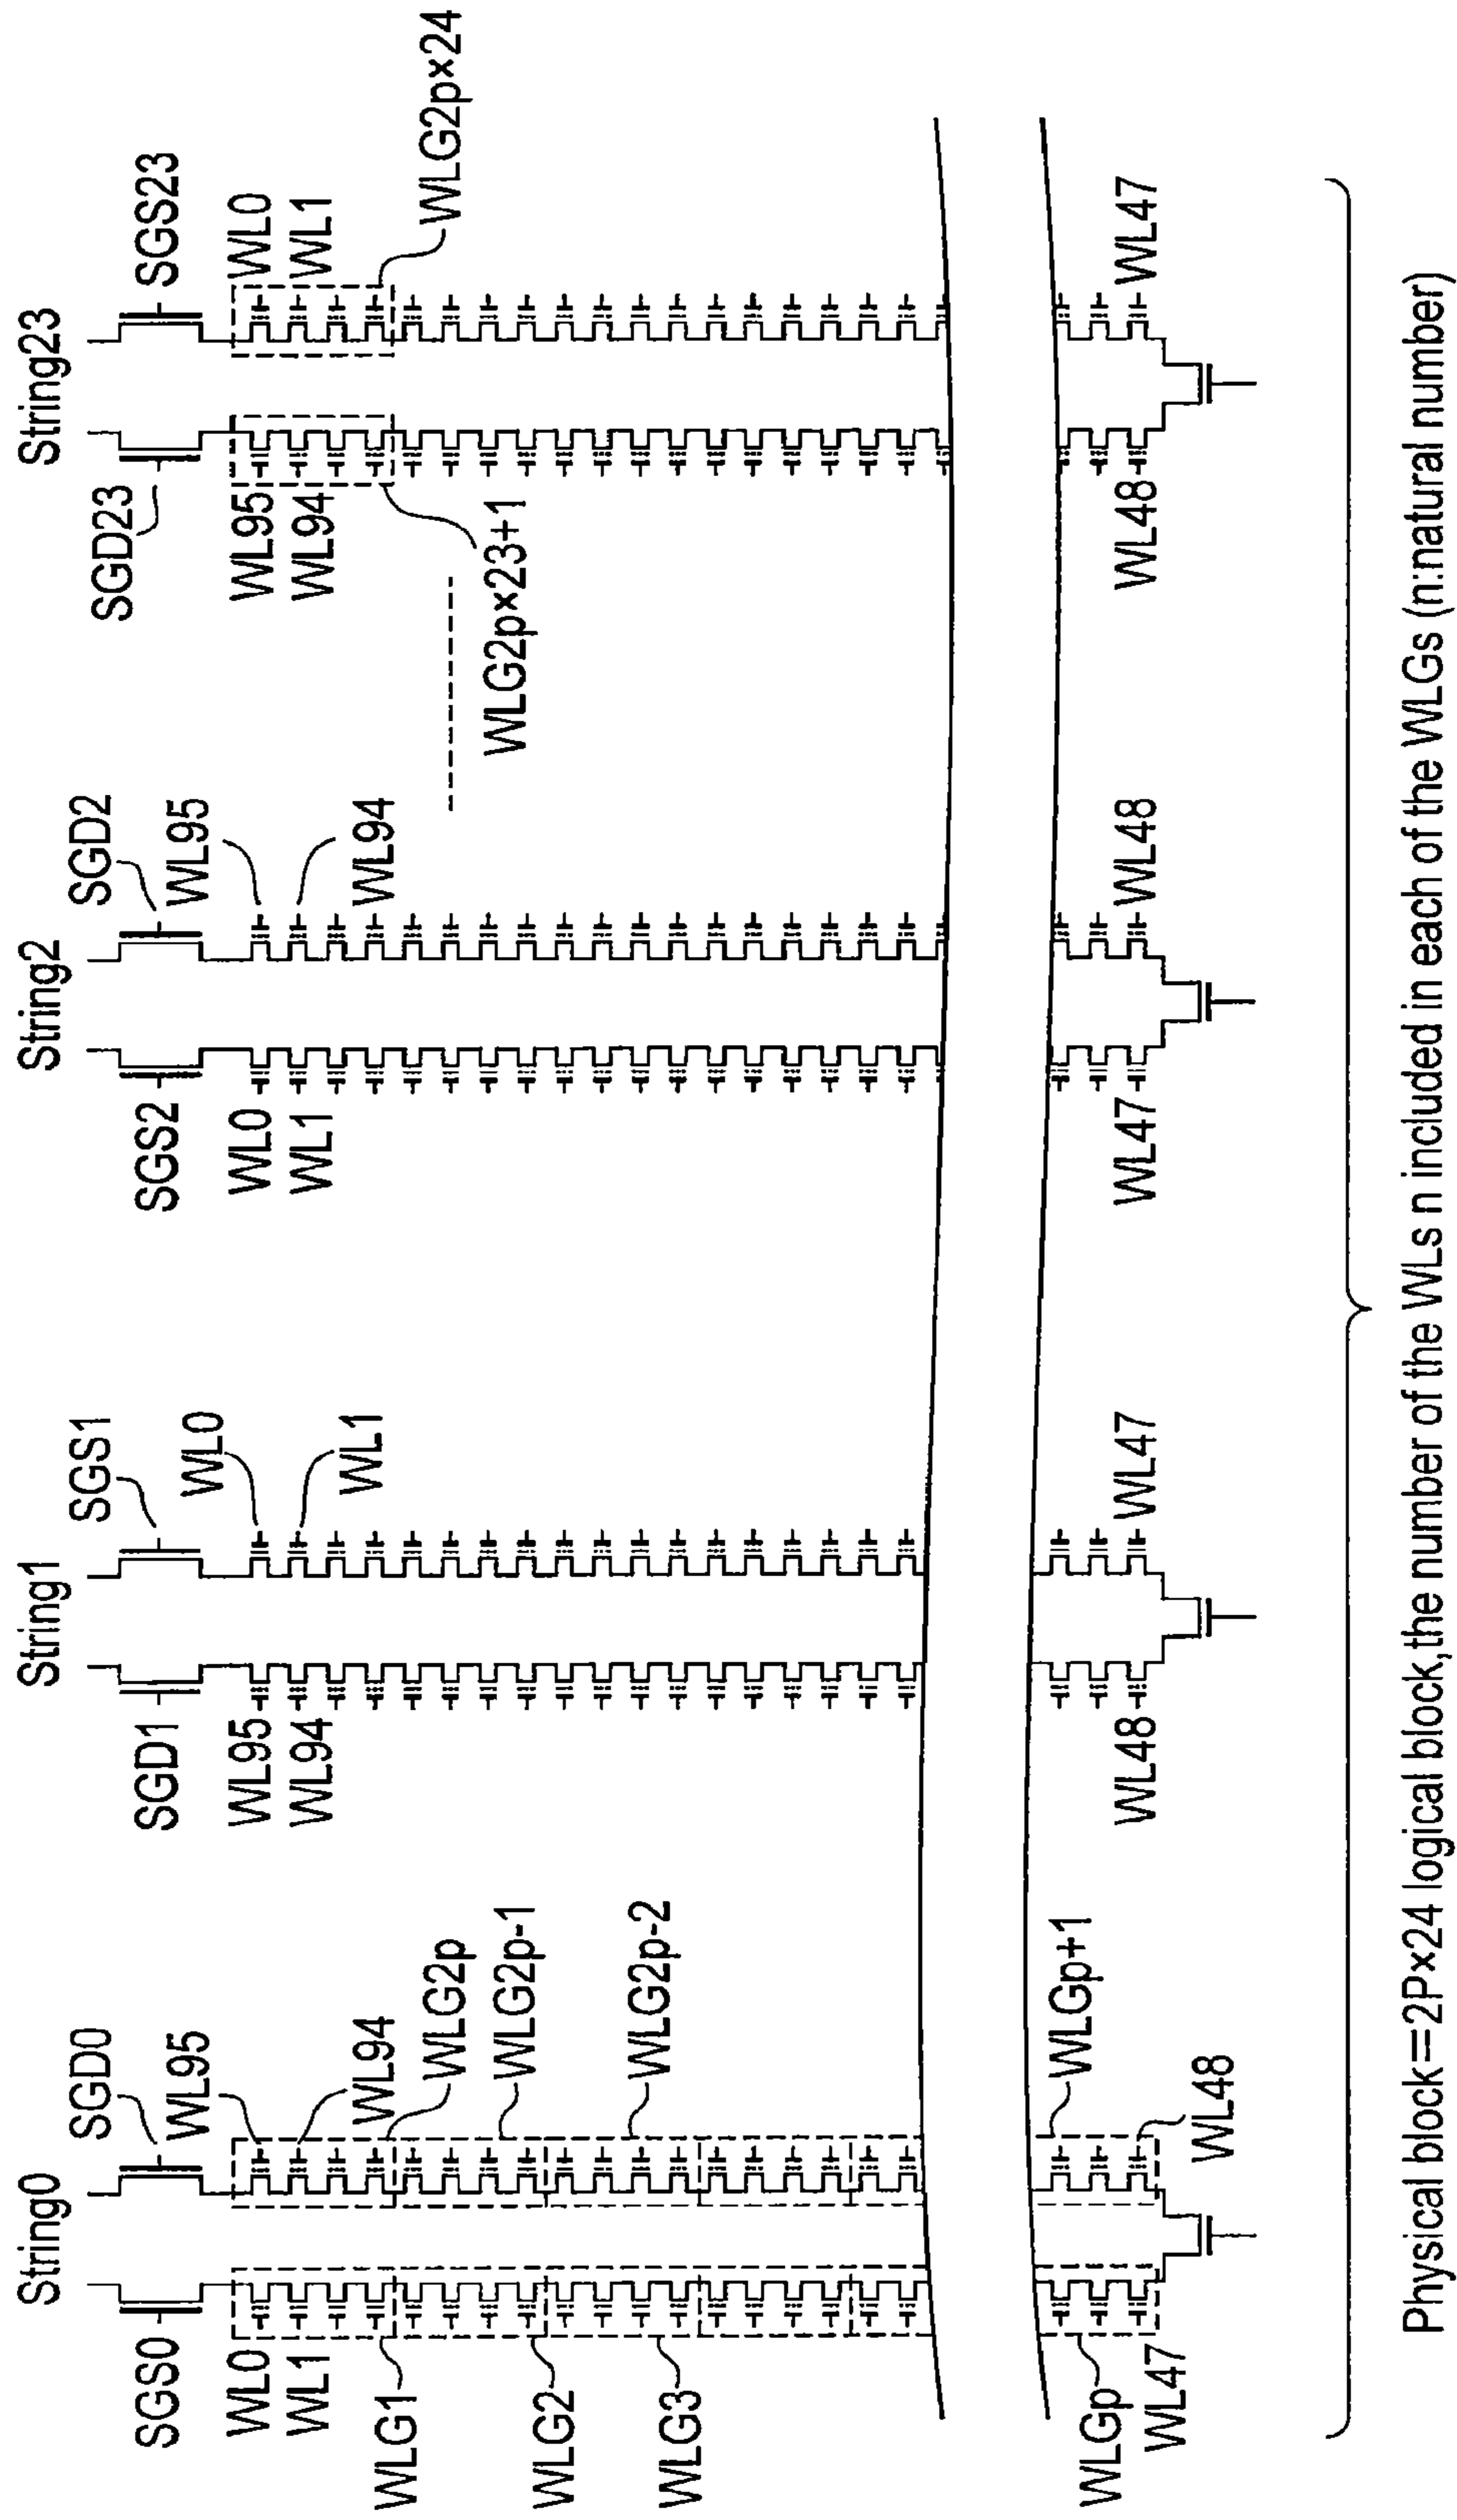 String0
SGS0
SGD0
WL0
WL1
WL95
WL94
WLG1
WLG2
WLG3
WLG2p
WLG2p-1
WLG2p-2
WLGp
WL47
WLGp+1
WL48
String1
SGD1
SGS1
WL95
WL94
WL0
WL1
WL48
WL47
String2
SGS2
SGD2
WL0
WL1
WL95
WL94
WL47
WL48
String23
SGD23
SGS23
WL95
WL94
WL0
WL1
WLG2p×23+1
WLG2p×24
WL48
WL47
Physical block=2P×24 logical block,the number of the WLs n included in each of the WLGs (n:natural number)